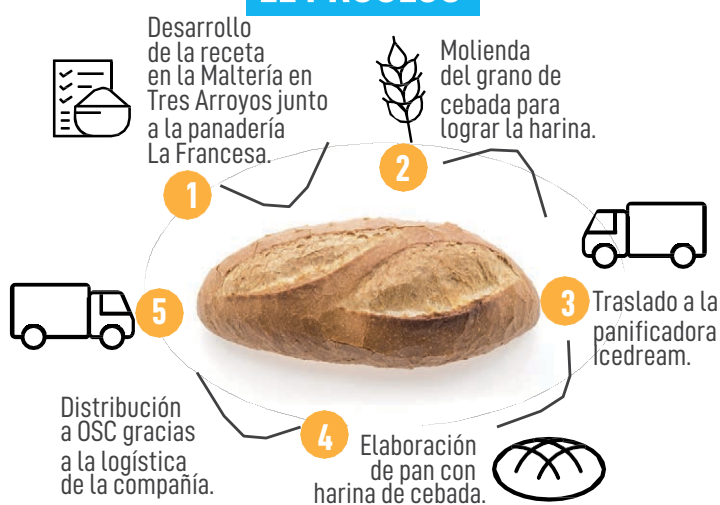 EL PROCESO
Desarrollo
de la receta
en la Maltería en
Tres Arroyos junto
a la panadería
La Francesa.
1
Molienda
del grano de
cebada para
lograr la harina.
2
3
Traslado a la
panificadora
Icedream.
4
Elaboración
de pan con
harina de cebada.
5
Distribución
a OSC gracias
a la logística
de la compañía.